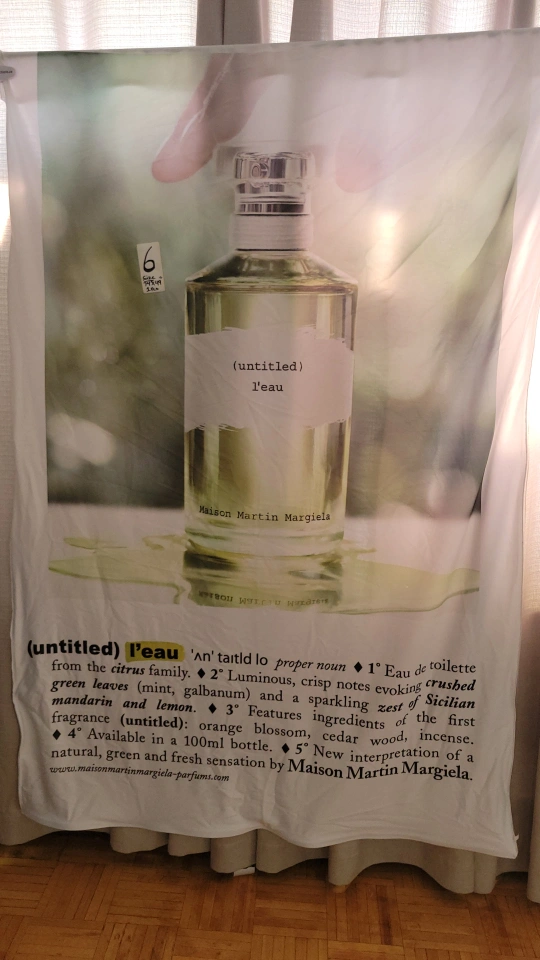 6
(untitled)
l'eau
Maison Martin Margiela
Maison Martin Margiela
(untitled) l'eau 'ʌn' taɪtld lo proper noun ◆ 1° Eau de toilette
from the citrus family. ◆ 2° Luminous, crisp notes evoking crushed
green leaves (mint, galbanum) and a sparkling zest of Sicilian
mandarin and lemon. ◆ 3° Features ingredients of the first
fragrance (untitled): orange blossom, cedar wood, incense.
◆ 4° Available in a 100ml bottle. ◆ 5° New interpretation of a
natural, green and fresh sensation by Maison Martin Margiela.
www.maisonmartinmargiela-parfums.com